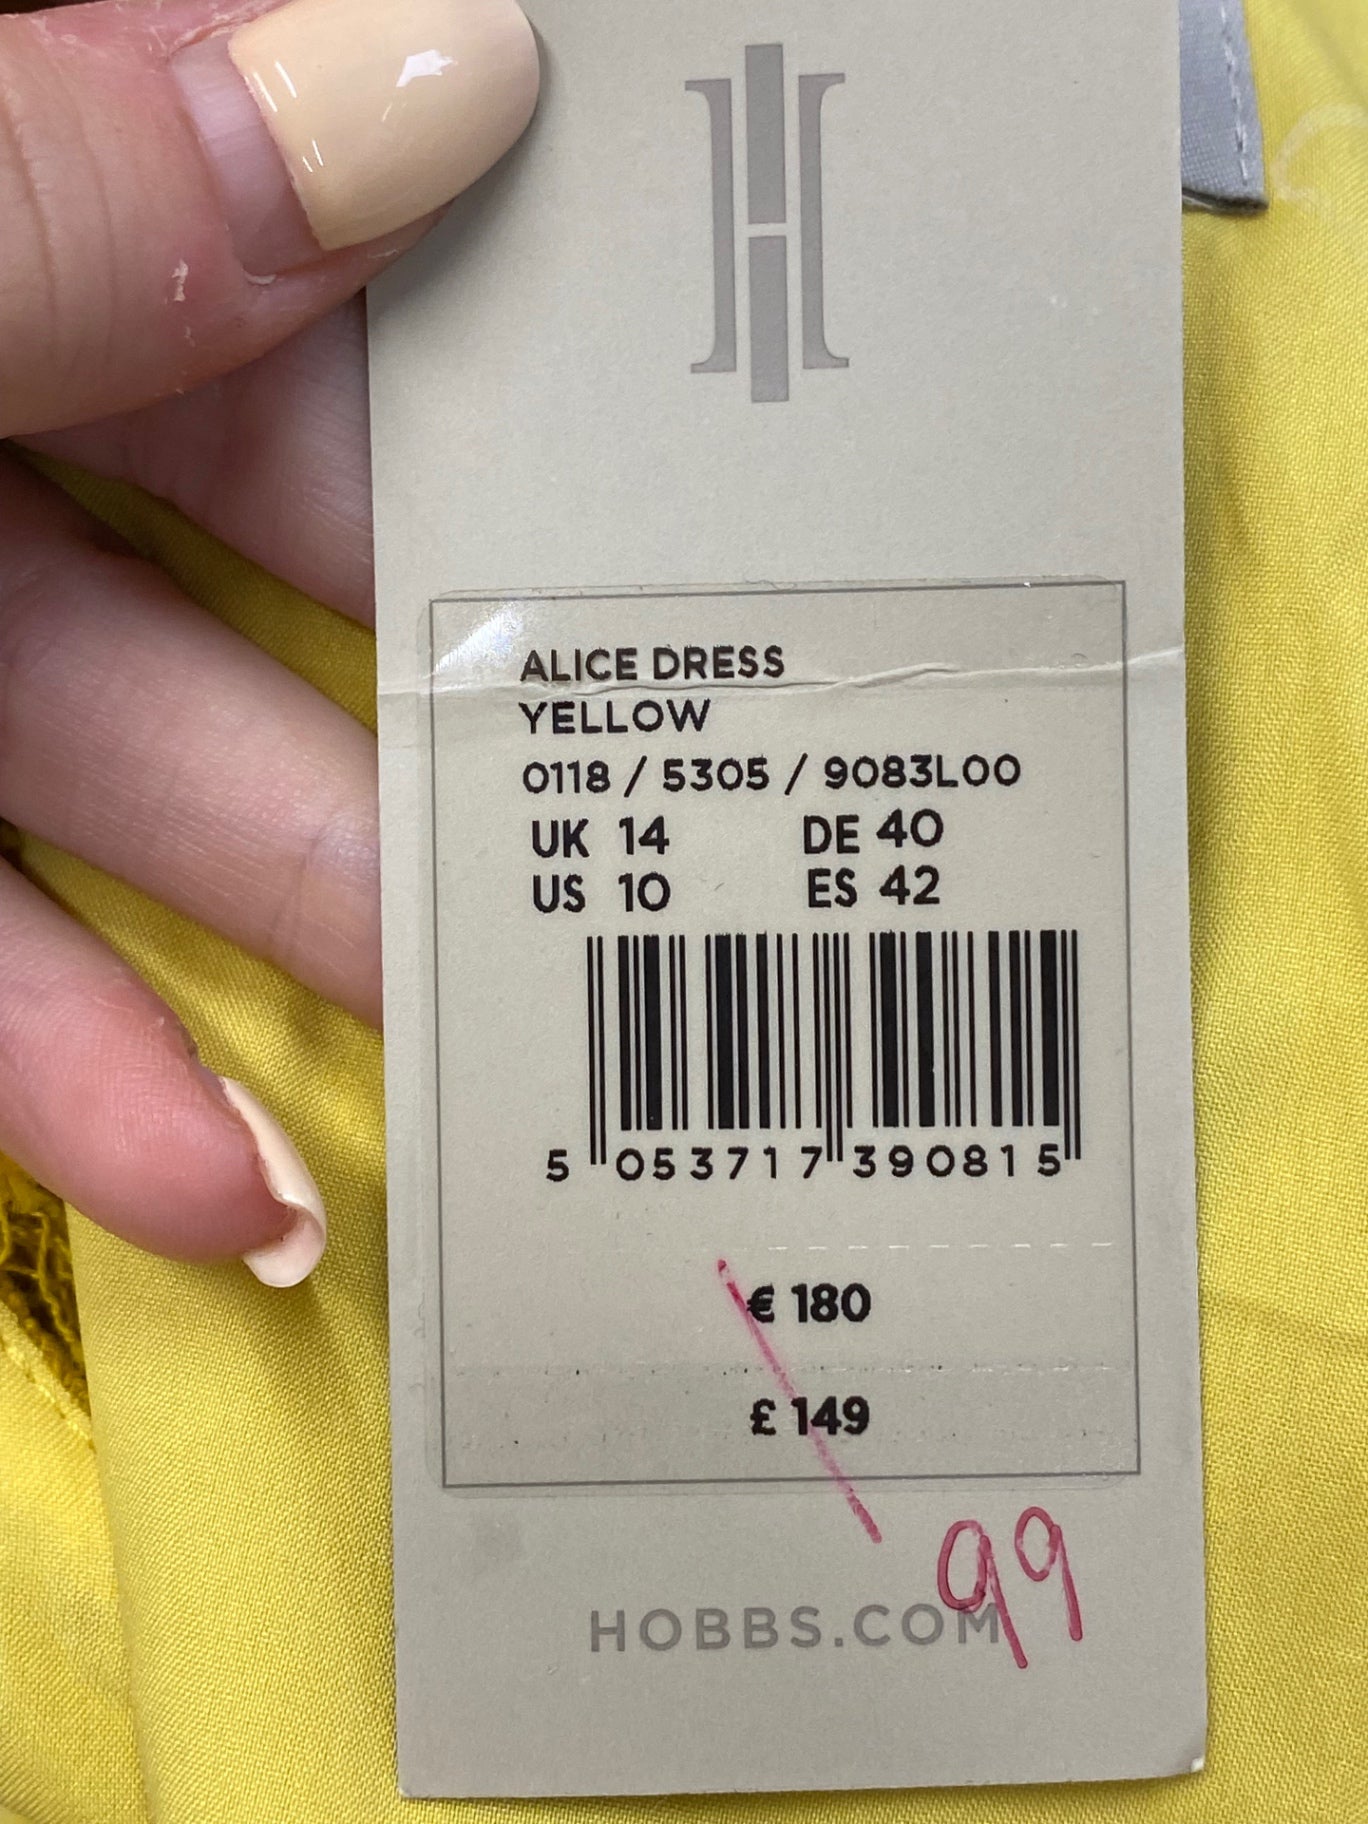 H
ALICE DRESS
YELLOW
0118 / 5305 / 9083L00
UK 14 DE 40
US 10 ES 42
5 053717 390815
€ 180
£ 149
99
HOBBS.COM